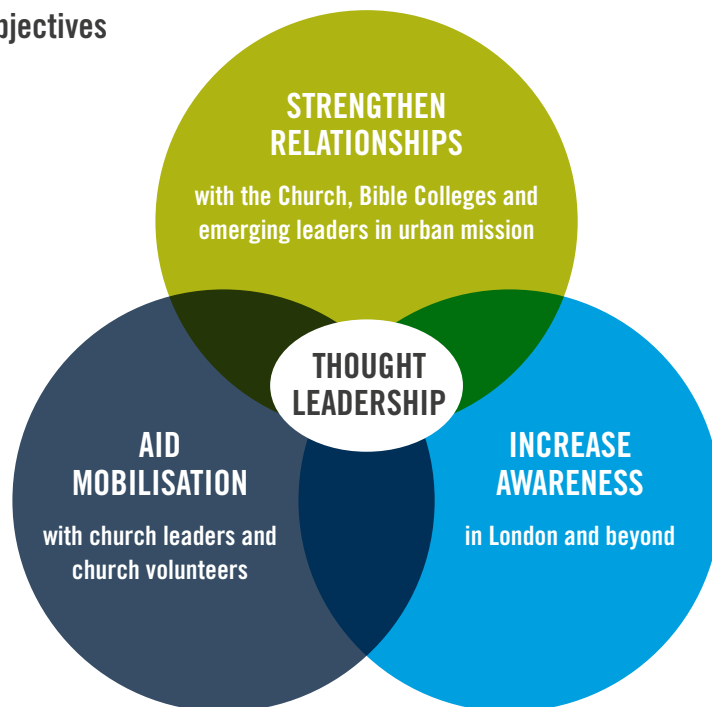 bjectives
STRENGTHEN
RELATIONSHIPS
with the Church, Bible Colleges and
emerging leaders in urban mission
THOUGHT
LEADERSHIP
AID
MOBILISATION
with church leaders and
church volunteers
INCREASE
AWARENESS
in London and beyond